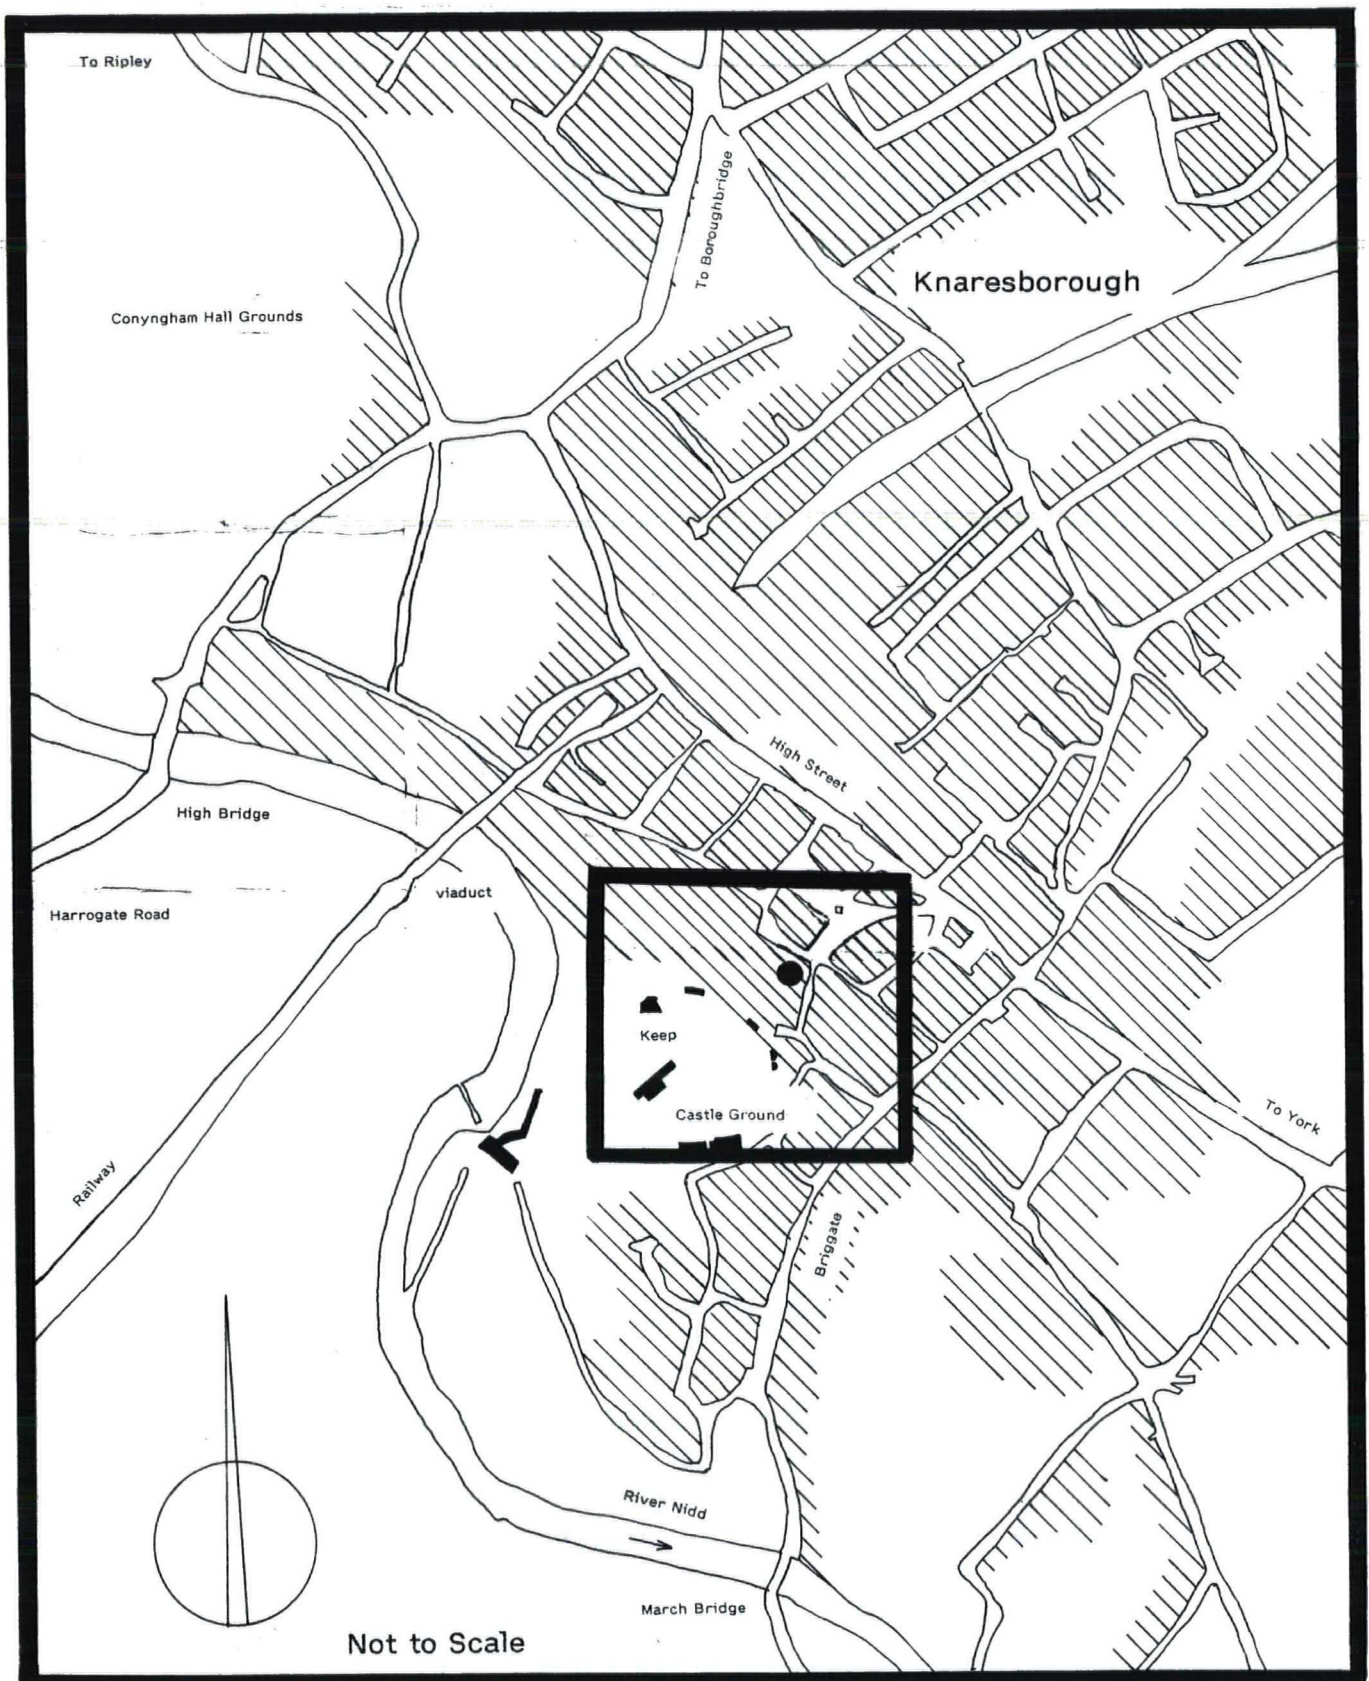 To Ripley
To Boroughbridge
Knaresborough
Conyngham Hall Grounds
High Street
High Bridge
viaduct
Harrogate Road
Keep
Castle Ground
To York
Railway
Briggate
River Nidd
March Bridge
Not to Scale